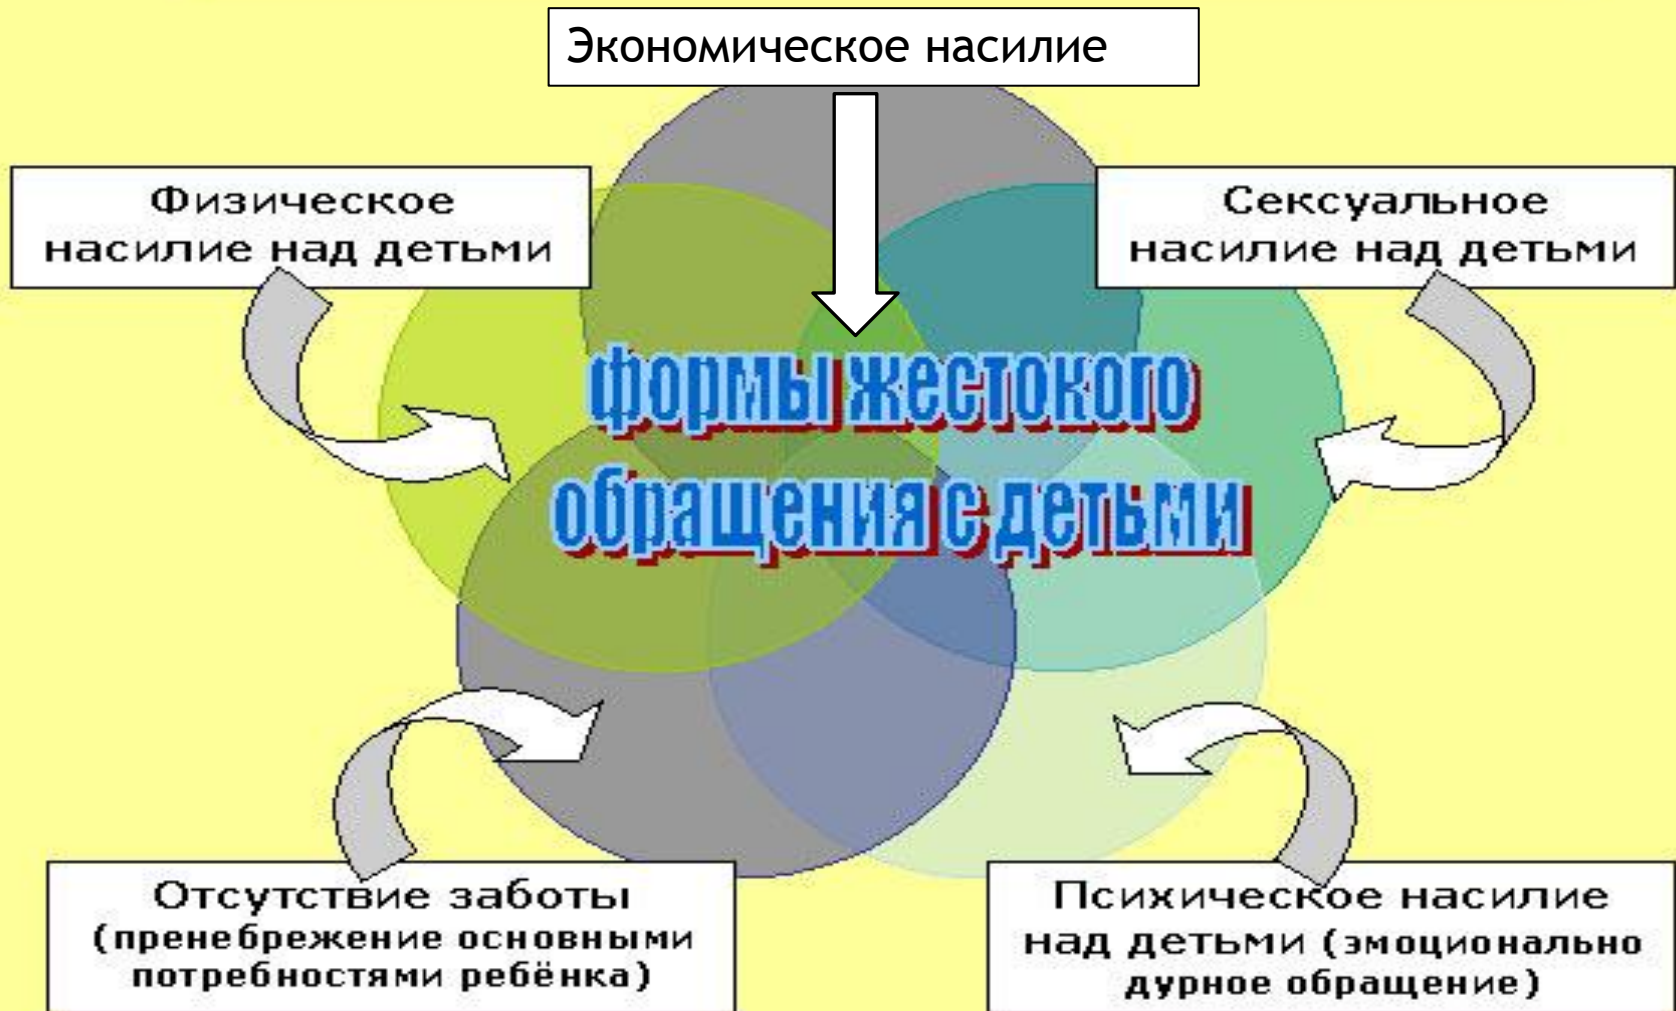 Экономическое насилие
Физическое
насилие над детьми
Сексуальное
насилие над детьми
формы жестокого
обращения с детьми
Отсутствие заботы
(пренебрежение основными
потребностями ребёнка)
Психическое насилие
над детьми (эмоционально
дурное обращение)